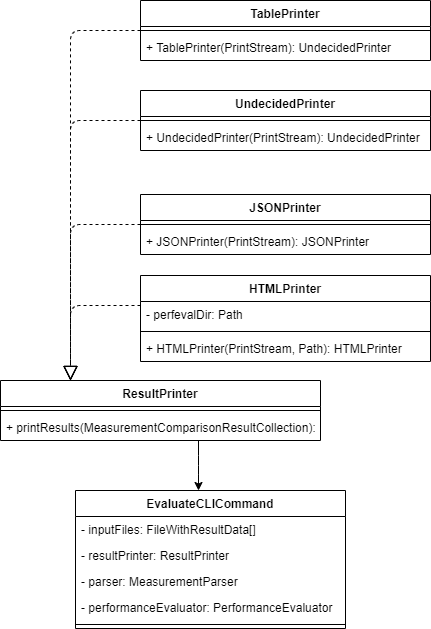 TablePrinter
+ TablePrinter(PrintStream): UndecidedPrinter
UndecidedPrinter
+ UndecidedPrinter(PrintStream): UndecidedPrinter
JSONPrinter
+ JSONPrinter(PrintStream): JSONPrinter
HTMLPrinter
- perfevalDir: Path
+ HTMLPrinter(PrintStream, Path): HTMLPrinter
ResultPrinter
+ printResults(MeasurementComparisonResultCollection):
EvaluateCLICommand
- inputFiles: FileWithResultData[]
- resultPrinter: ResultPrinter
- parser: MeasurementParser
- performanceEvaluator: PerformanceEvaluator